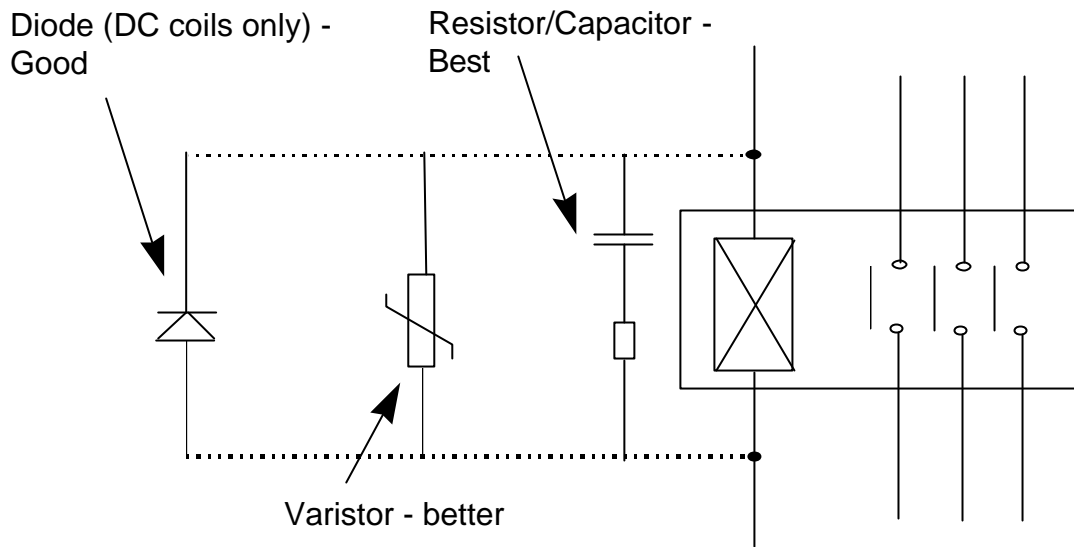 Diode (DC coils only) -
Good
Resistor/Capacitor -
Best
Varistor - better